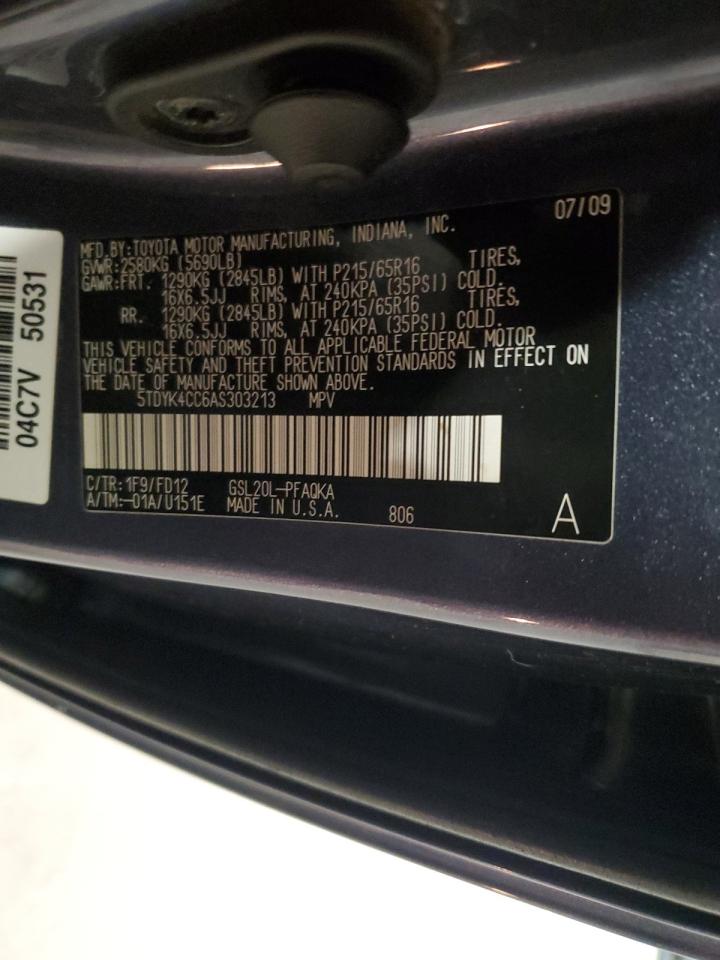 07/09
MFD.BY:TOYOTA MOTOR MANUFACTURING, INDIANA, INC.
GVWR:2580KG (5690LB)
GAWR:FRT. 1290KG (2845LB) WITH P215/65R16 TIRES,
16X6.5JJ RIMS, AT 240KPA (35PSI) COLD.
RR. 1290KG (2845LB) WITH P215/65R16 TIRES,
16X6.5JJ RIMS, AT 240KPA (35PSI) COLD.
THIS VEHICLE CONFORMS TO ALL APPLICABLE FEDERAL MOTOR
VEHICLE SAFETY AND THEFT PREVENTION STANDARDS IN EFFECT ON
THE DATE OF MANUFACTURE SHOWN ABOVE.
5TDYK4CC6AS303213 MPV
C/TR: 1F9/FD12 GSL20L-PFAQKA
A/TM:-01A/U151E MADE IN U.S.A. 806 A
04C7V 50531